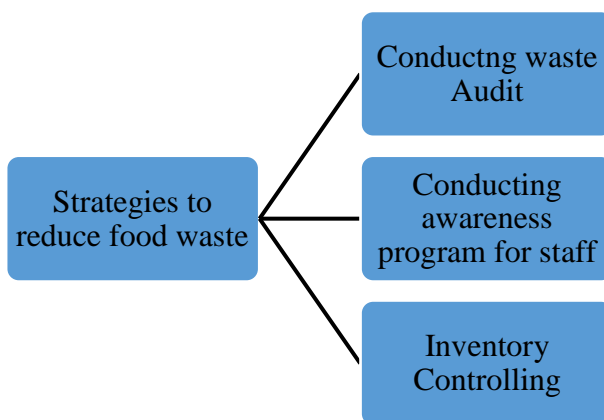 Conductng waste
Audit
Strategies to
reduce food waste
Conducting
awareness
program for staff
Inventory
Controlling